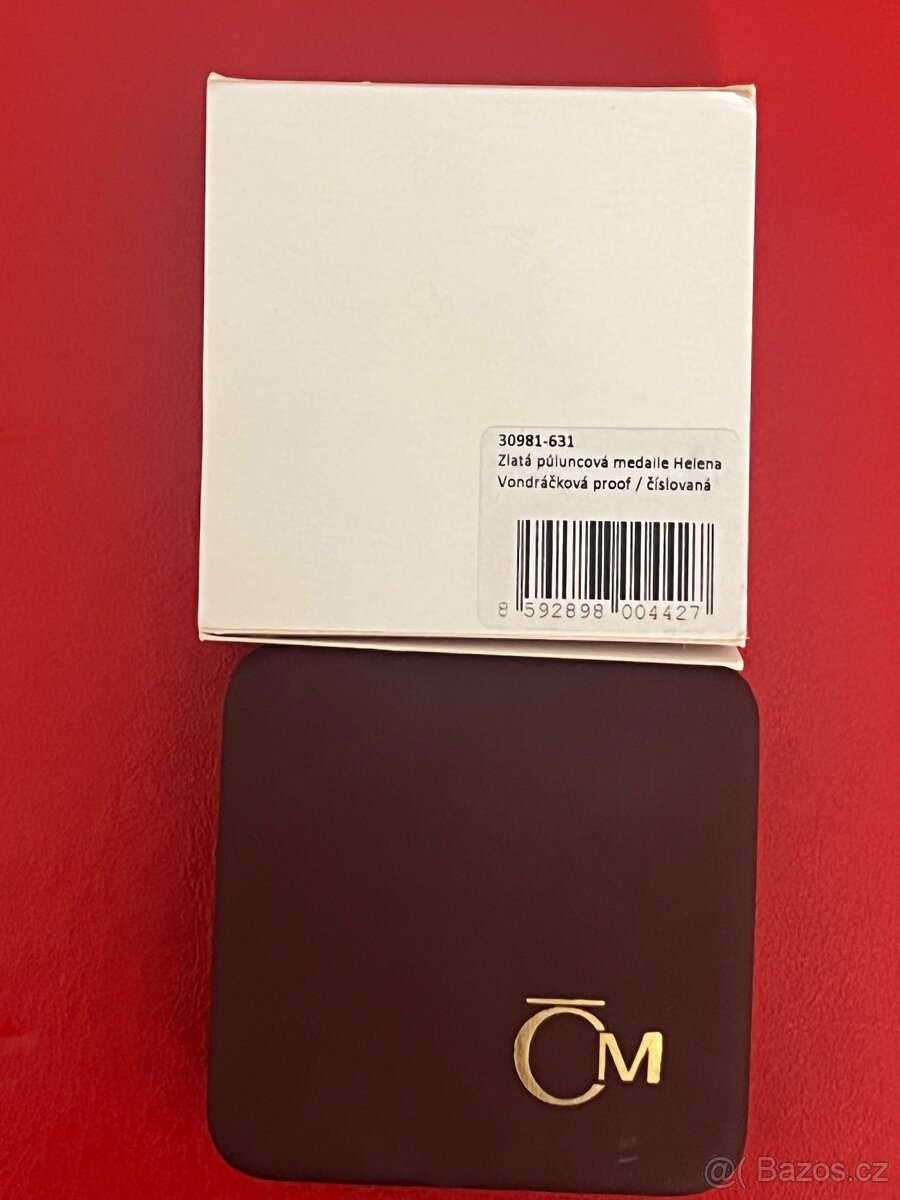 30981-631
Zlatá půluncová medaile Helena
Vondráčková proof / číslovaná
8 592898 004427
ČM
@( Bazos.cz